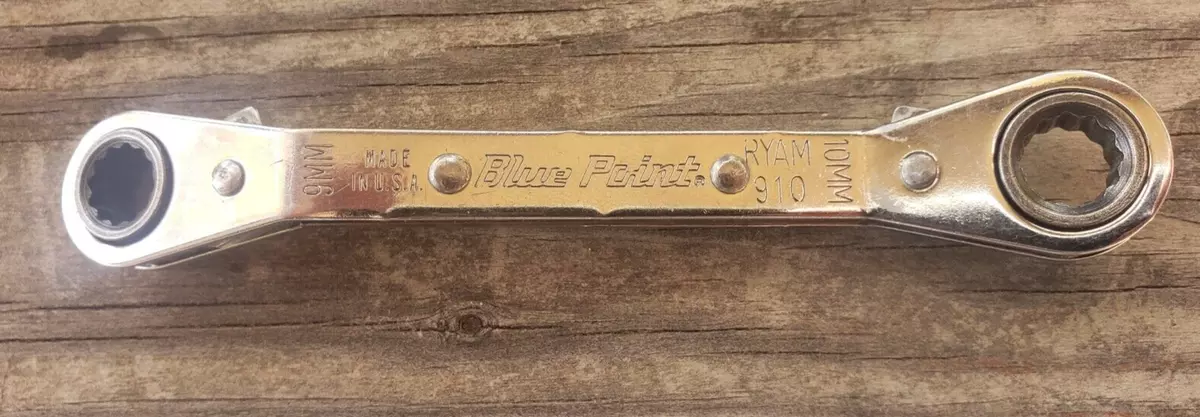 9MM
MADE
IN U.S.A.
Blue Point®
RYAM
910
10MM